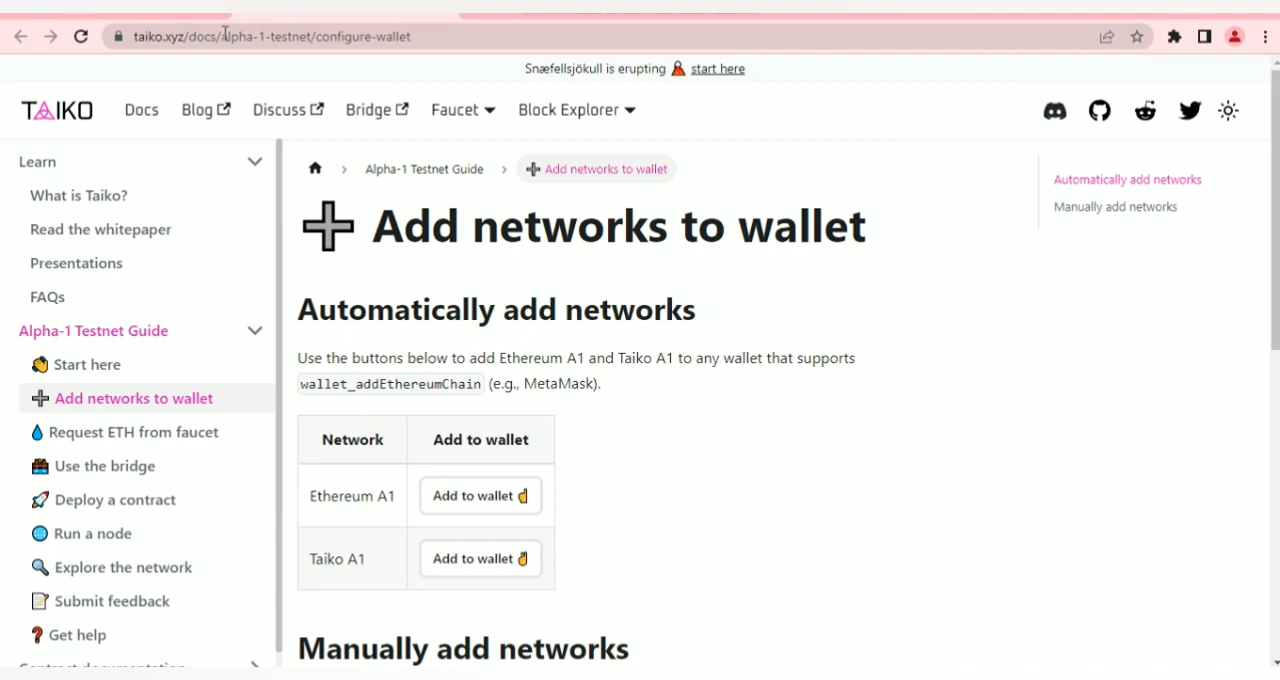 taiko.xyz/docs/alpha-1-testnet/configure-wallet
Snæfellsjökull is erupting 🌋 start here
TAIKO Docs Blog Discuss Bridge Faucet Block Explorer
Learn
What is Taiko?
Read the whitepaper
Presentations
FAQs
Alpha-1 Testnet Guide
Start here
Add networks to wallet
Request ETH from faucet
Use the bridge
Deploy a contract
Run a node
Explore the network
Submit feedback
Get help
Contract documentation
Alpha-1 Testnet Guide > Add networks to wallet
Add networks to wallet
Automatically add networks
Use the buttons below to add Ethereum A1 and Taiko A1 to any wallet that supports
wallet_addEthereumChain (e.g., MetaMask).
Network Add to wallet
Ethereum A1 Add to wallet
Taiko A1 Add to wallet
Manually add networks
Automatically add networks
Manually add networks